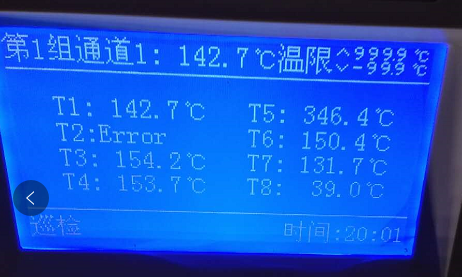 第1组通道1: 142.7℃温限︿999.9 ℃
﹀-99.9 ℃
T1: 142.7℃ T5: 346.4℃
T2:Error T6: 150.4℃
T3: 154.2℃ T7: 131.7℃
T4: 153.7℃ T8: 39.0℃
巡检 时间:20:01